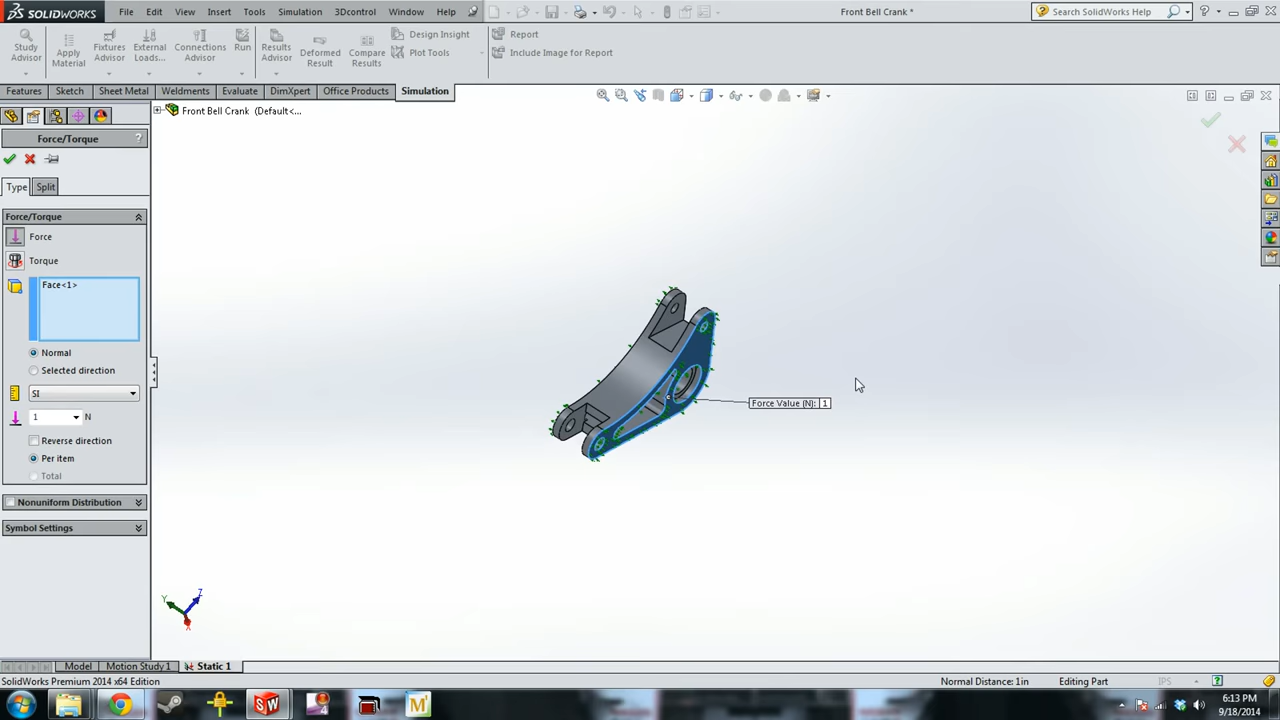 SOLIDWORKS File Edit View Insert Tools Simulation 3Dcontrol Window Help Front Bell Crank * Search SolidWorks Help
Study Advisor
Apply Material
Fixtures Advisor
External Loads...
Connections Advisor
Run
Results Advisor
Deformed Result
Compare Results
Design Insight
Plot Tools
Report
Include Image for Report
Features Sketch Sheet Metal Weldments Evaluate DimXpert Office Products Simulation
Front Bell Crank (Default<...
Force/Torque ?
Type Split
Force/Torque
Force
Torque
Face<1>
Normal
Selected direction
SI
1 N
Reverse direction
Per item
Total
Nonuniform Distribution
Symbol Settings
Force Value (N): 1
Y Z X
Model Motion Study 1 Static 1
SolidWorks Premium 2014 x64 Edition Normal Distance: 1in Editing Part IPS
6:13 PM
9/18/2014